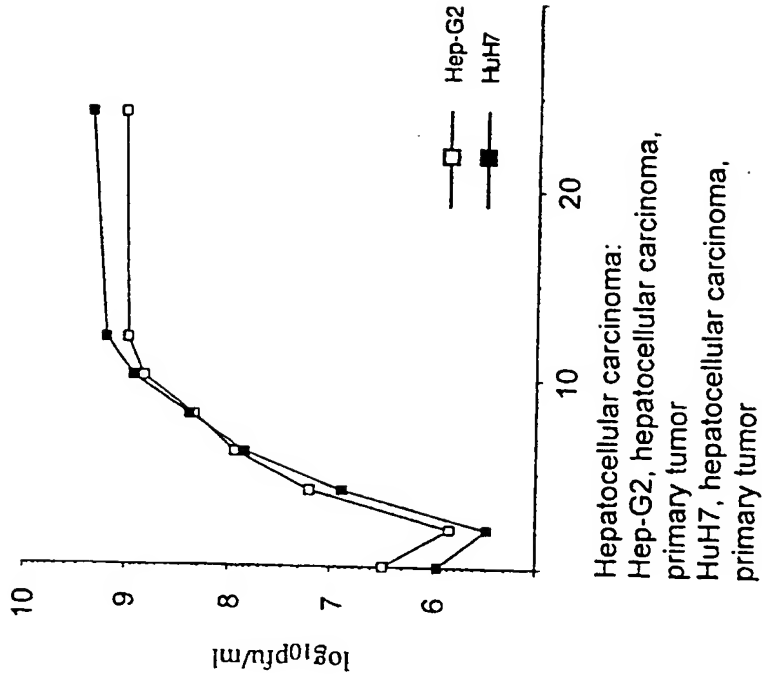 10
9
8
7
6
log10pfu/ml
10
20
Hep-G2
HuH7
Hepatocellular carcinoma:
Hep-G2, hepatocellular carcinoma,
primary tumor
HuH7, hepatocellular carcinoma,
primary tumor